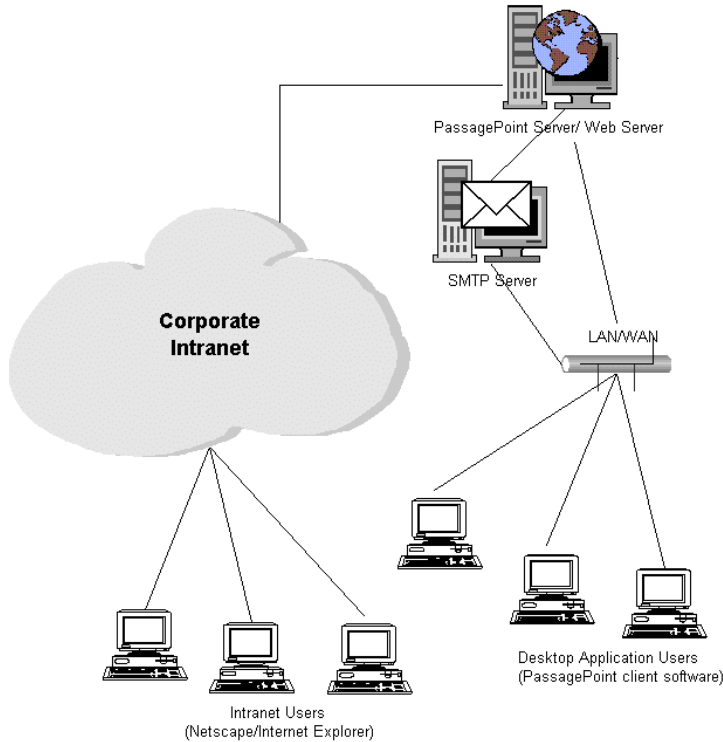 PassagePoint Server/ Web Server
SMTP Server
LAN/WAN
Corporate
Intranet
Desktop Application Users
(PassagePoint client software)
Intranet Users
(Netscape/Internet Explorer)